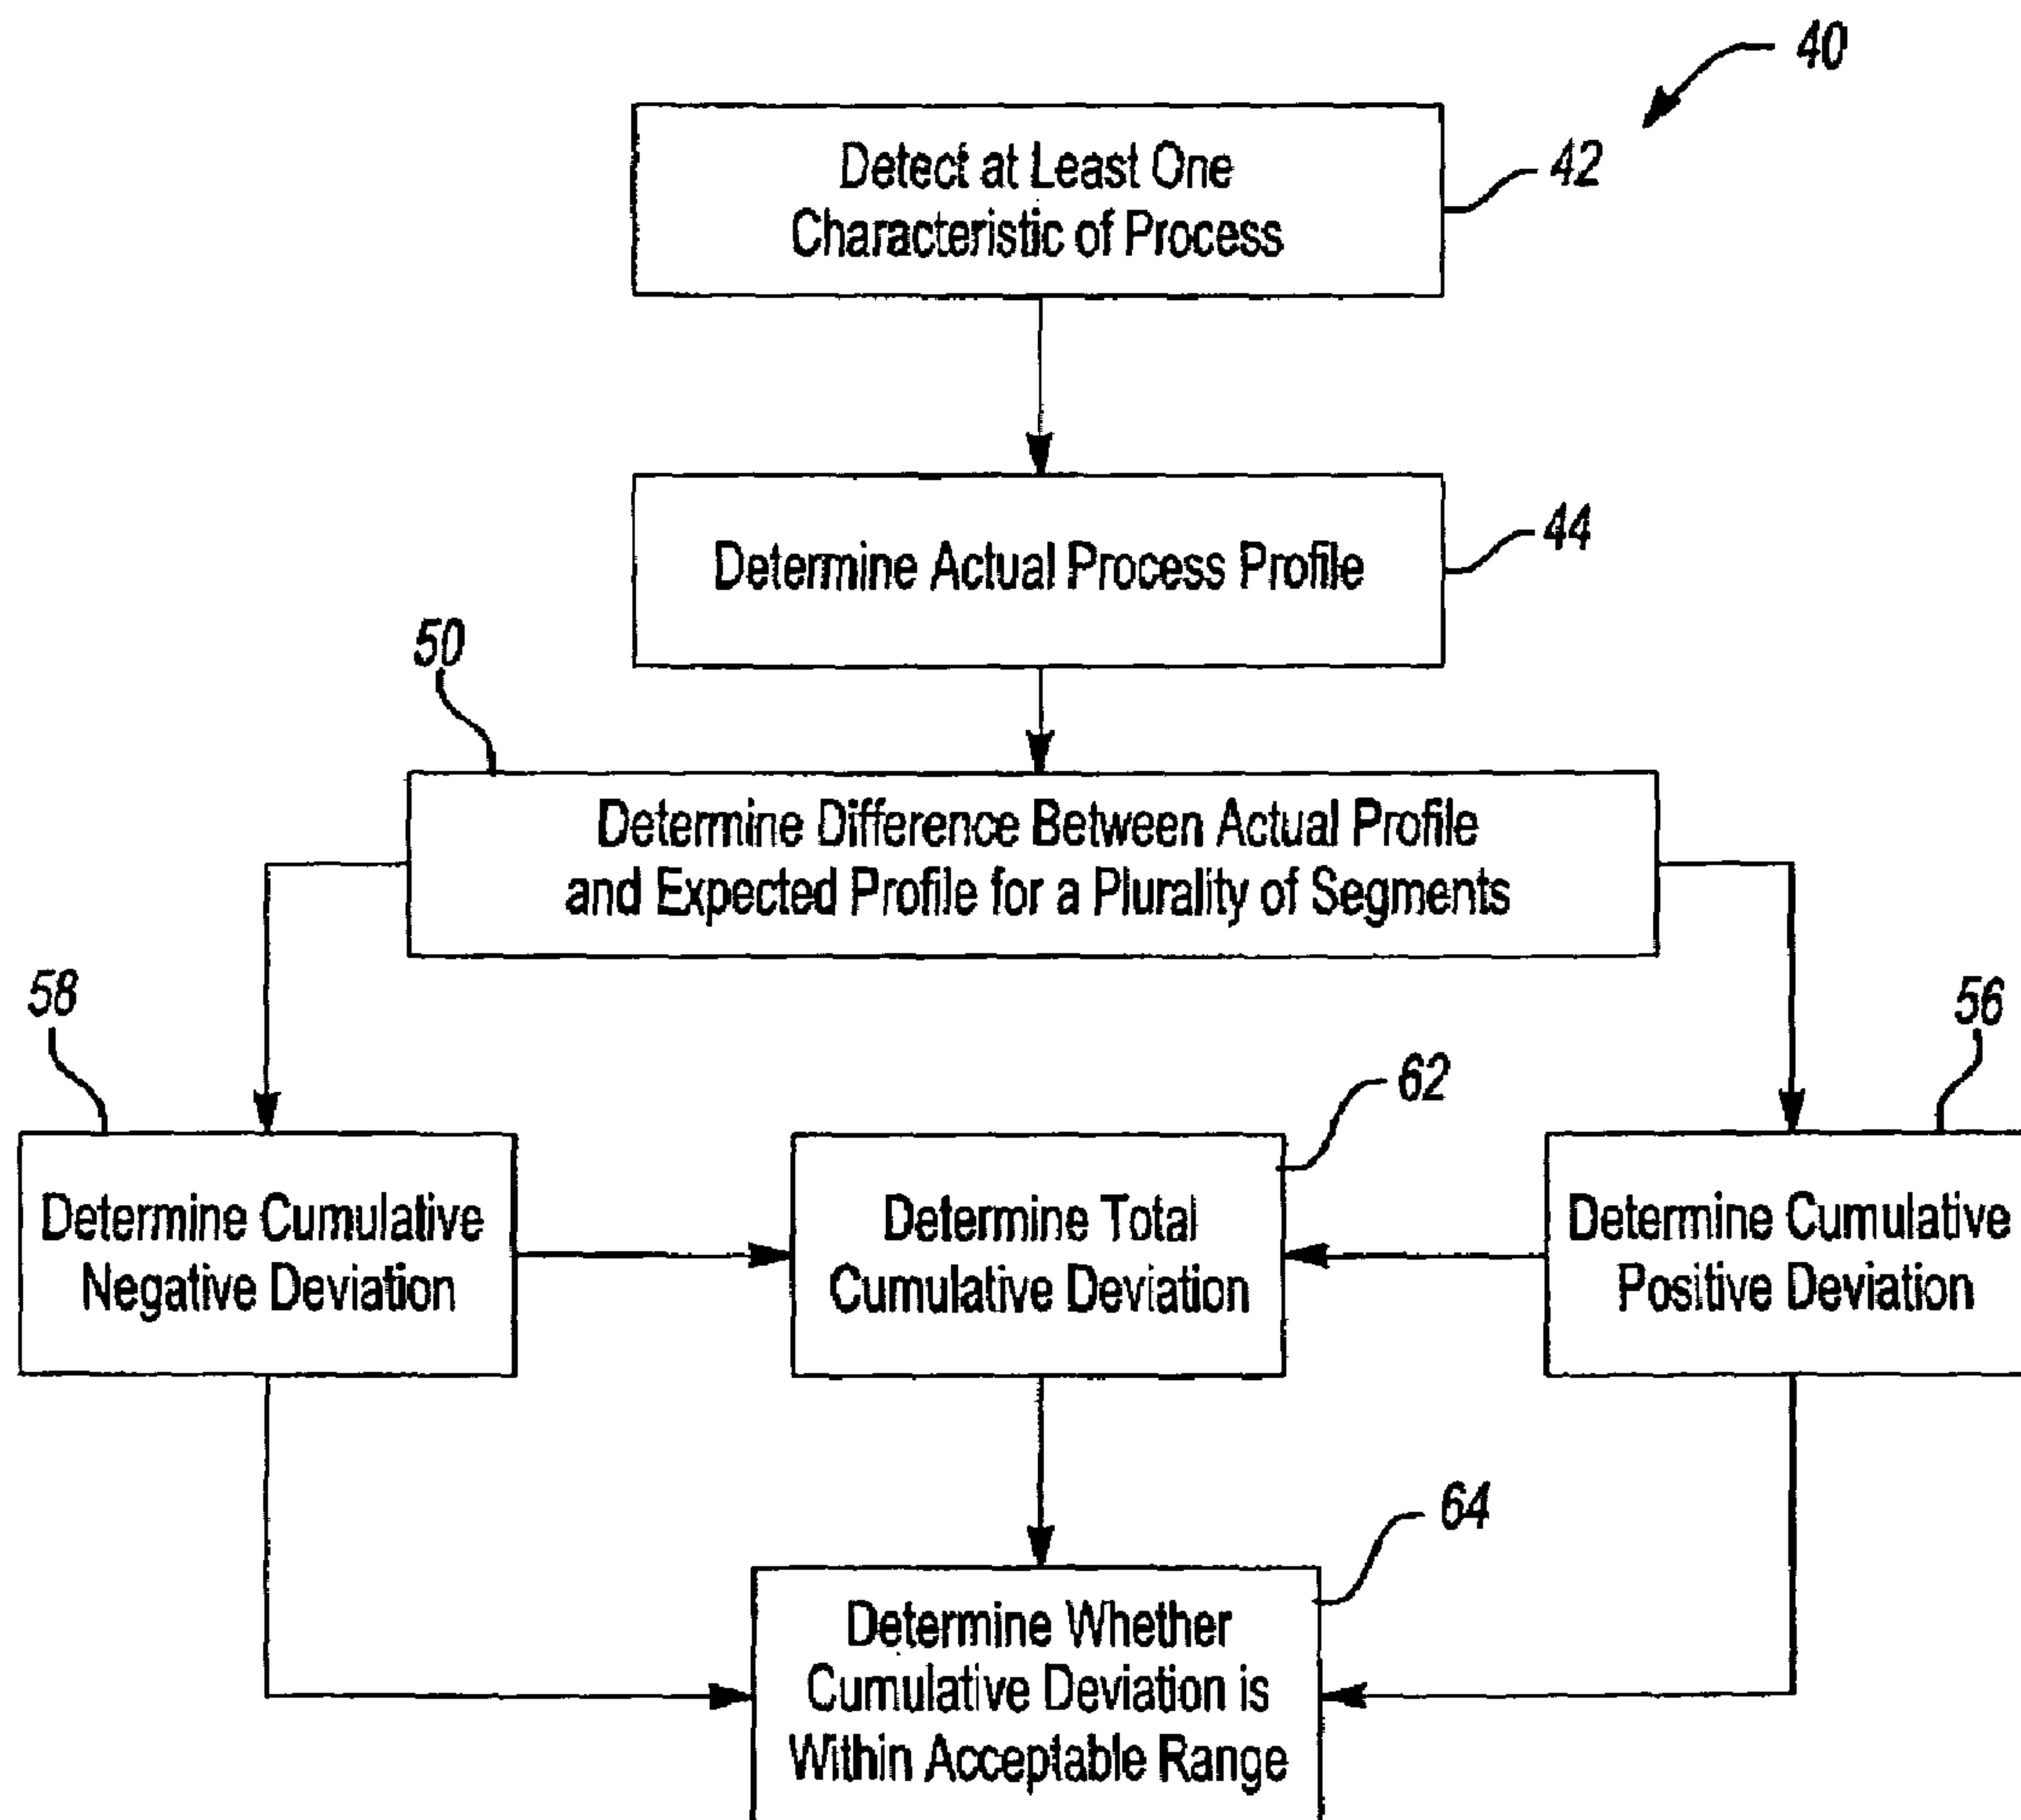 40
Detect at Least One
Characteristic of Process
42
Determine Actual Process Profile
44
50
Determine Difference Between Actual Profile
and Expected Profile for a Plurality of Segments
58
56
62
Determine Cumulative
Negative Deviation
Determine Total
Cumulative Deviation
Determine Cumulative
Positive Deviation
64
Determine Whether
Cumulative Deviation is
Within Acceptable Range